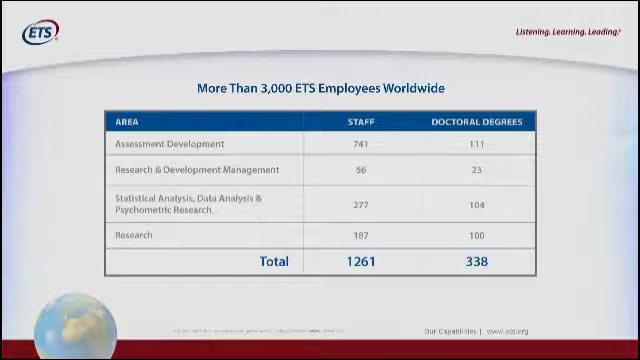 ETS
Listening. Learning. Leading.®
More Than 3,000 ETS Employees Worldwide
AREA STAFF DOCTORAL DEGREES
Assessment Development 741 111
Research & Development Management 56 23
Statistical Analysis, Data Analysis &
Psychometric Research 277 104
Research 187 100
Total 1261 338
Our Capabilities | www.ets.org